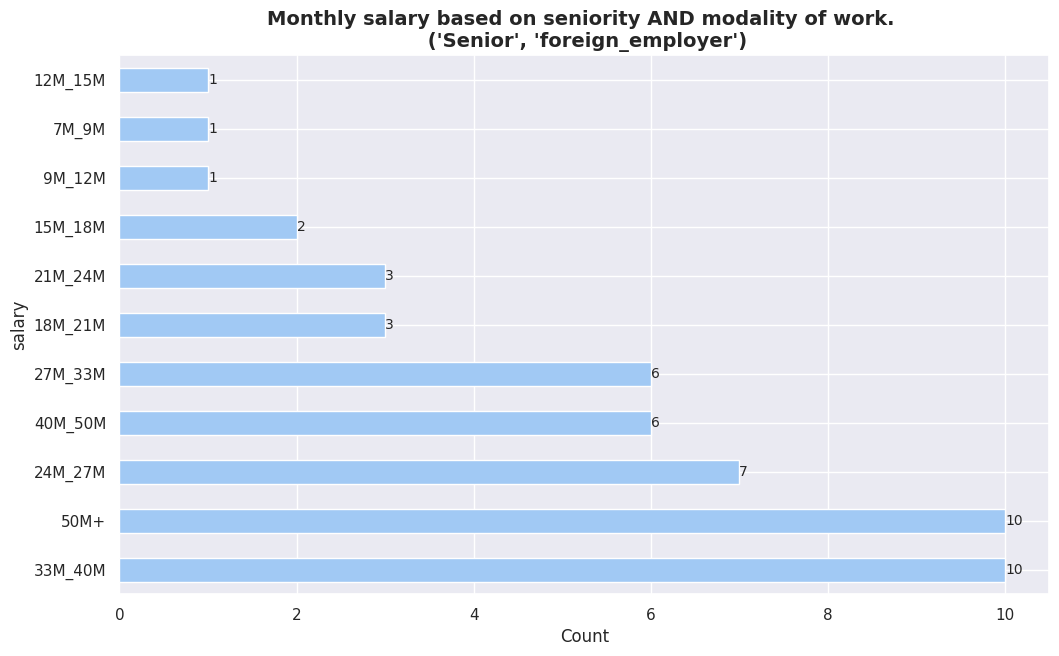 Monthly salary based on seniority AND modality of work.
('Senior', 'foreign_employer')
12M_15M 1
7M_9M 1
9M_12M 1
15M_18M 2
21M_24M 3
18M_21M 3
27M_33M 6
40M_50M 6
24M_27M 7
50M+ 10
33M_40M 10
salary
0 2 4 6 8 10
Count